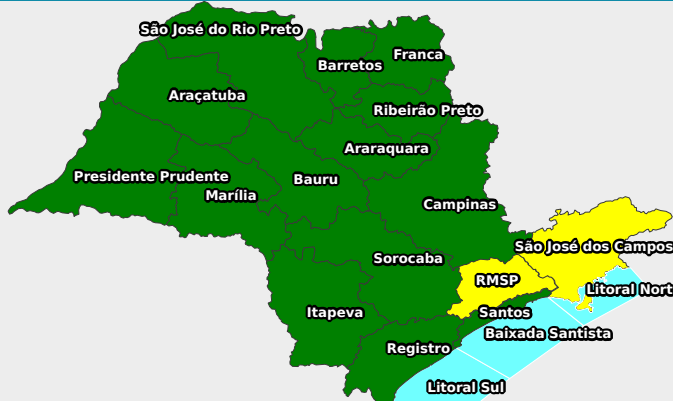 São José do Rio Preto
Franca
Barretos
Araçatuba
Ribeirão Preto
Araraquara
Presidente Prudente
Bauru
Marília
Campinas
São José dos Campos
Sorocaba
RMSP
Litoral Nort
Itapeva
Santos
Baixada Santista
Registro
Litoral Sul